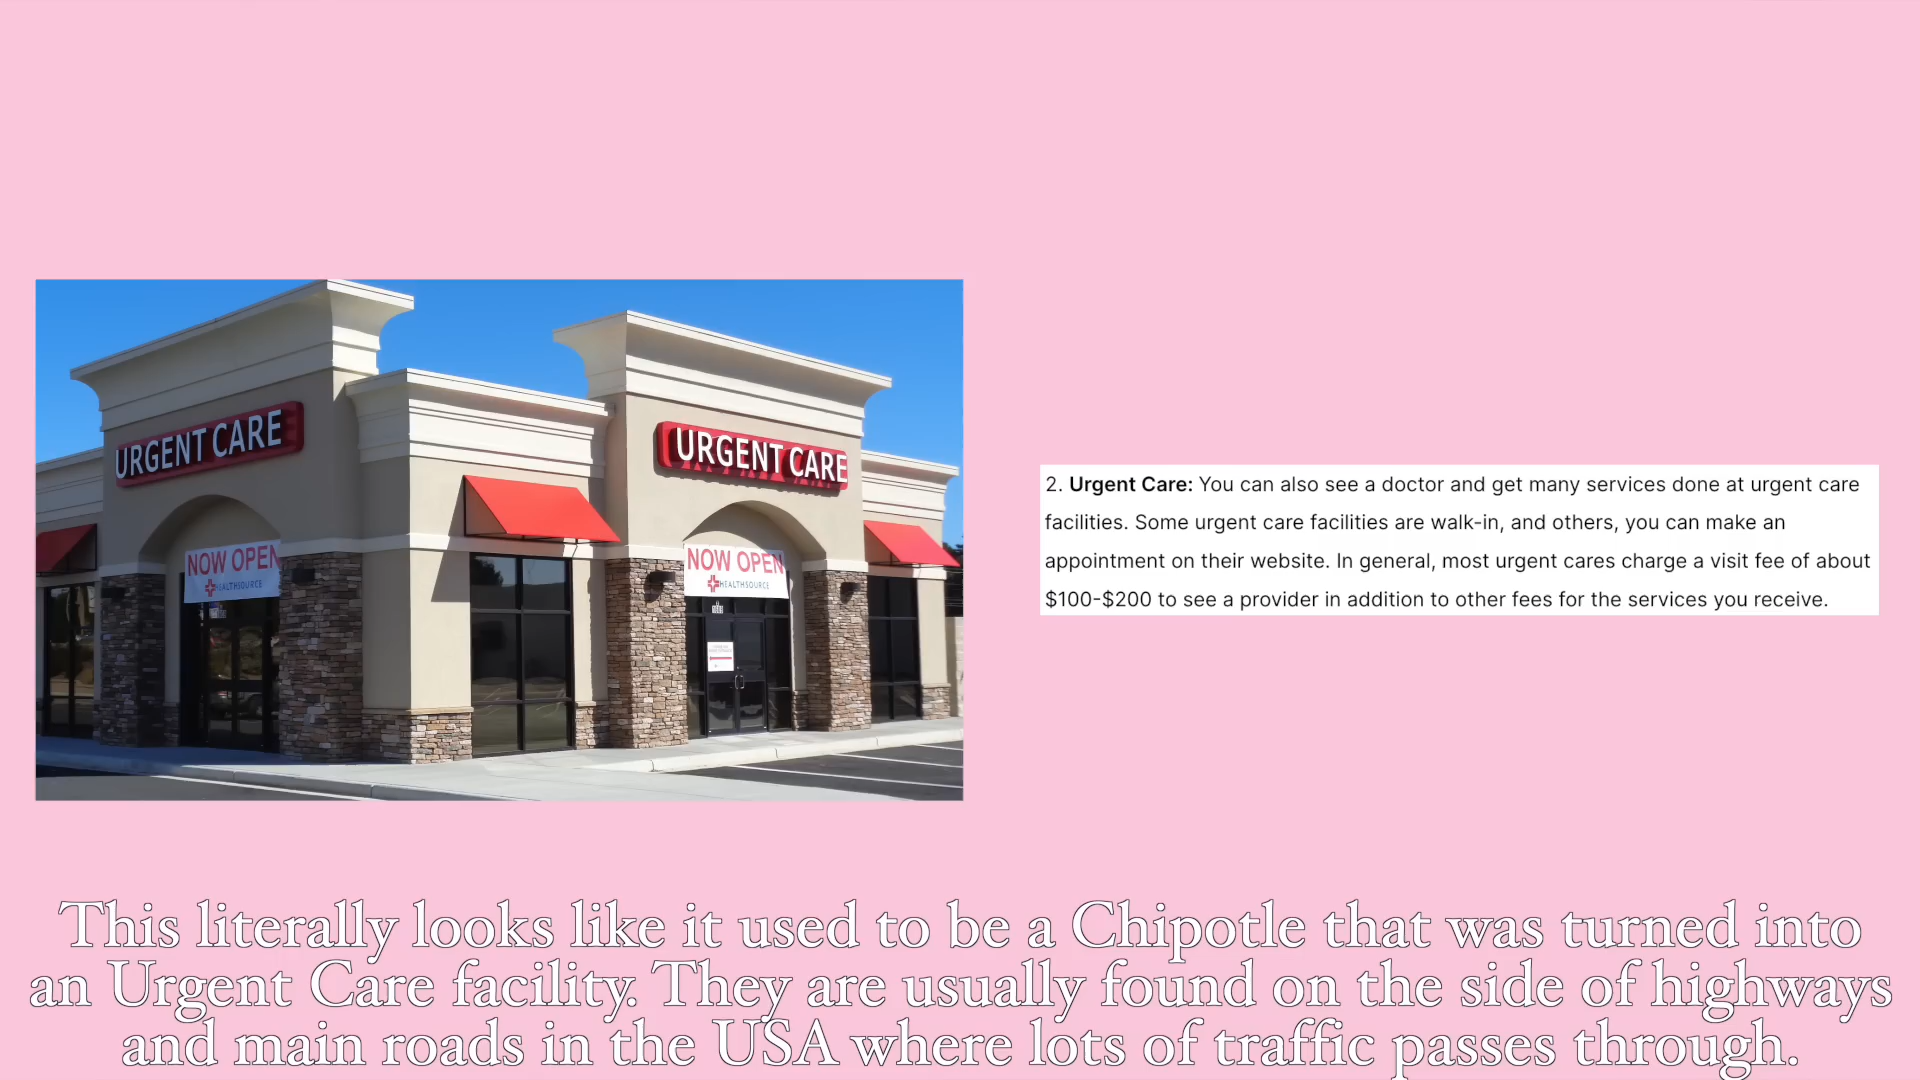 URGENT CARE
URGENT CARE
NOW OPEN
HEALTHSOURCE
NOW OPEN
HEALTHSOURCE
2. Urgent Care: You can also see a doctor and get many services done at urgent care
facilities. Some urgent care facilities are walk-in, and others, you can make an
appointment on their website. In general, most urgent cares charge a visit fee of about
$100-$200 to see a provider in addition to other fees for the services you receive.
This literally looks like it used to be a Chipotle that was turned into
an Urgent Care facility. They are usually found on the side of highways
and main roads in the USA where lots of traffic passes through.